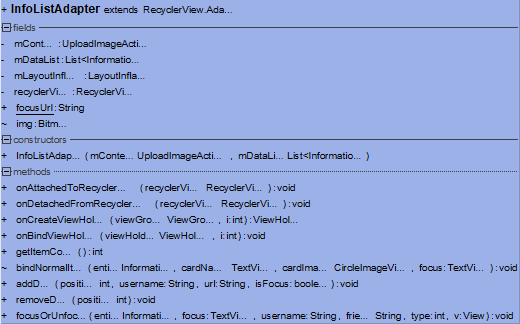 + InfoListAdapter extends RecyclerView.Ada...
fields
- mCont... : UploadImageActi...
- mDataList : List<Informatio...
- mLayoutInfl... : LayoutInfla...
- recyclerVi... : RecyclerVi...
+ focusUrl : String
~ img : Bitm...
constructors
+ InfoListAdap... ( mConte... UploadImageActi... , mDataLi... List<Informatio... )
methods
+ onAttachedToRecycler... ( recyclerVi... RecyclerVi... ) : void
+ onDetachedFromRecycler... ( recyclerVi... RecyclerVi... ) : void
+ onCreateViewHol... ( viewGro... ViewGro... , i : int ) : ViewHol...
+ onBindViewHol... ( viewHold... ViewHol... , i : int ) : void
+ getItemCo... () : int
~ bindNormalIt... ( enti... Informati... , cardNa... TextVi... , cardIma... CircleImageVi... , focus : TextVi... ) : void
+ addD... ( positi... int , username : String , url : String , isFocus : boole... ) : void
+ removeD... ( positi... int ) : void
+ focusOrUnfoc... ( enti... Informati... , focus : TextVi... , username : String , frie... String , type : int , v : View ) : void